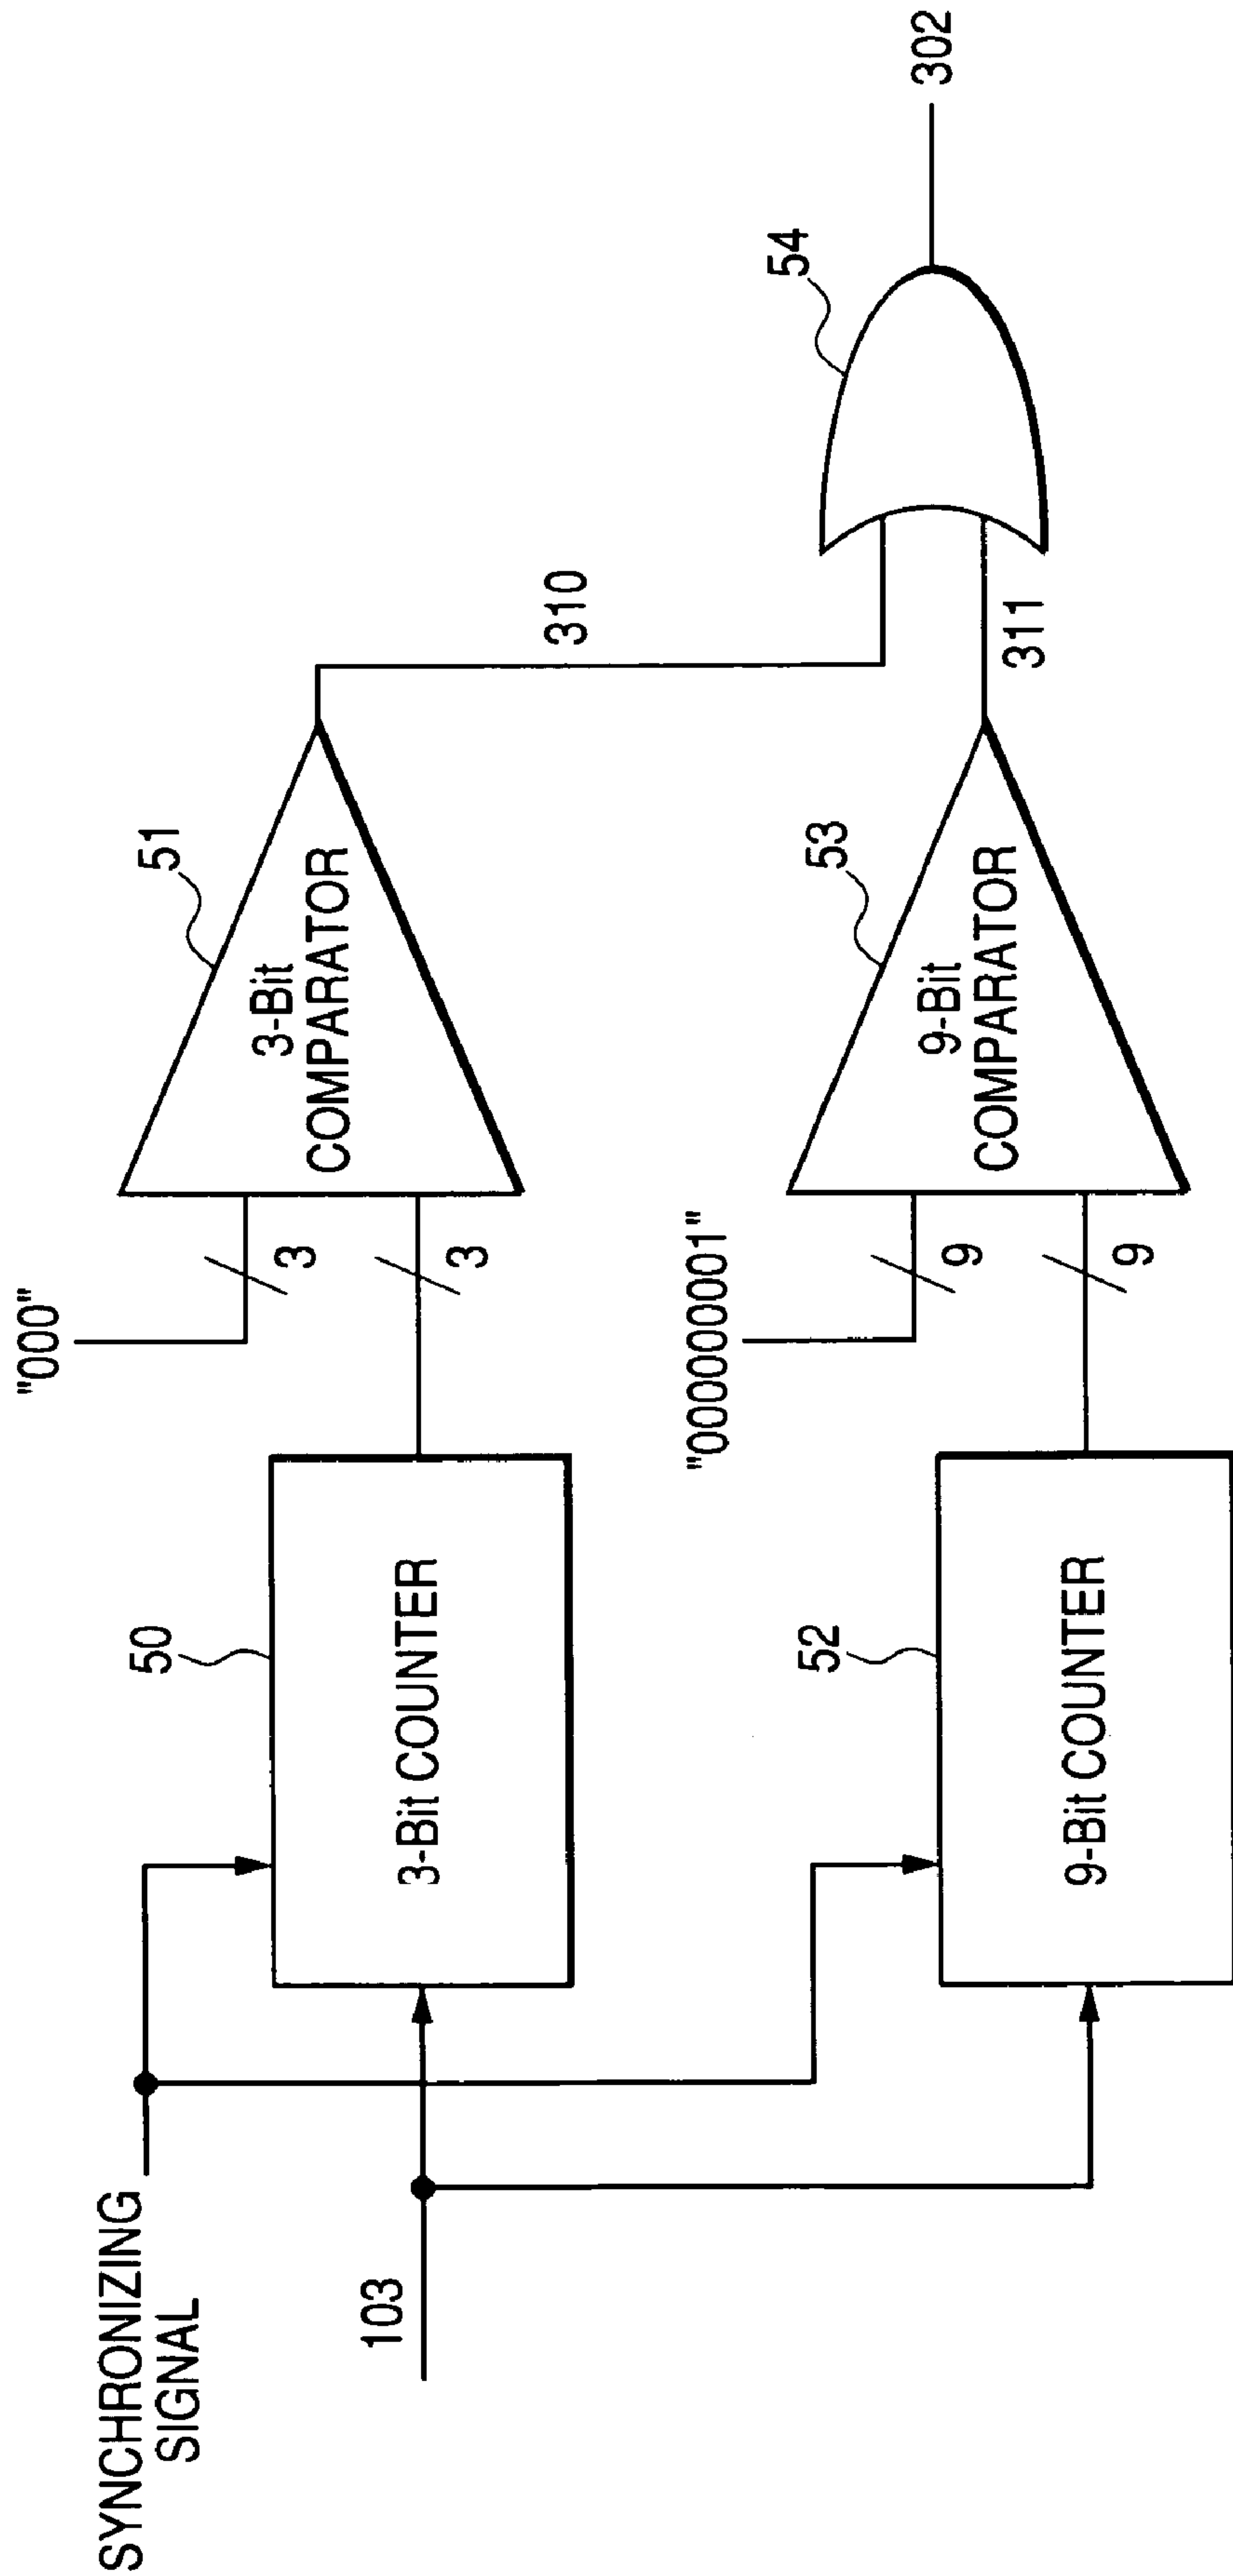 SYNCHRONIZING
SIGNAL
103
50
3-Bit COUNTER
"000"
3
3
51
3-Bit
COMPARATOR
310
52
9-Bit COUNTER
"000000001"
9
9
53
9-Bit
COMPARATOR
311
54
302